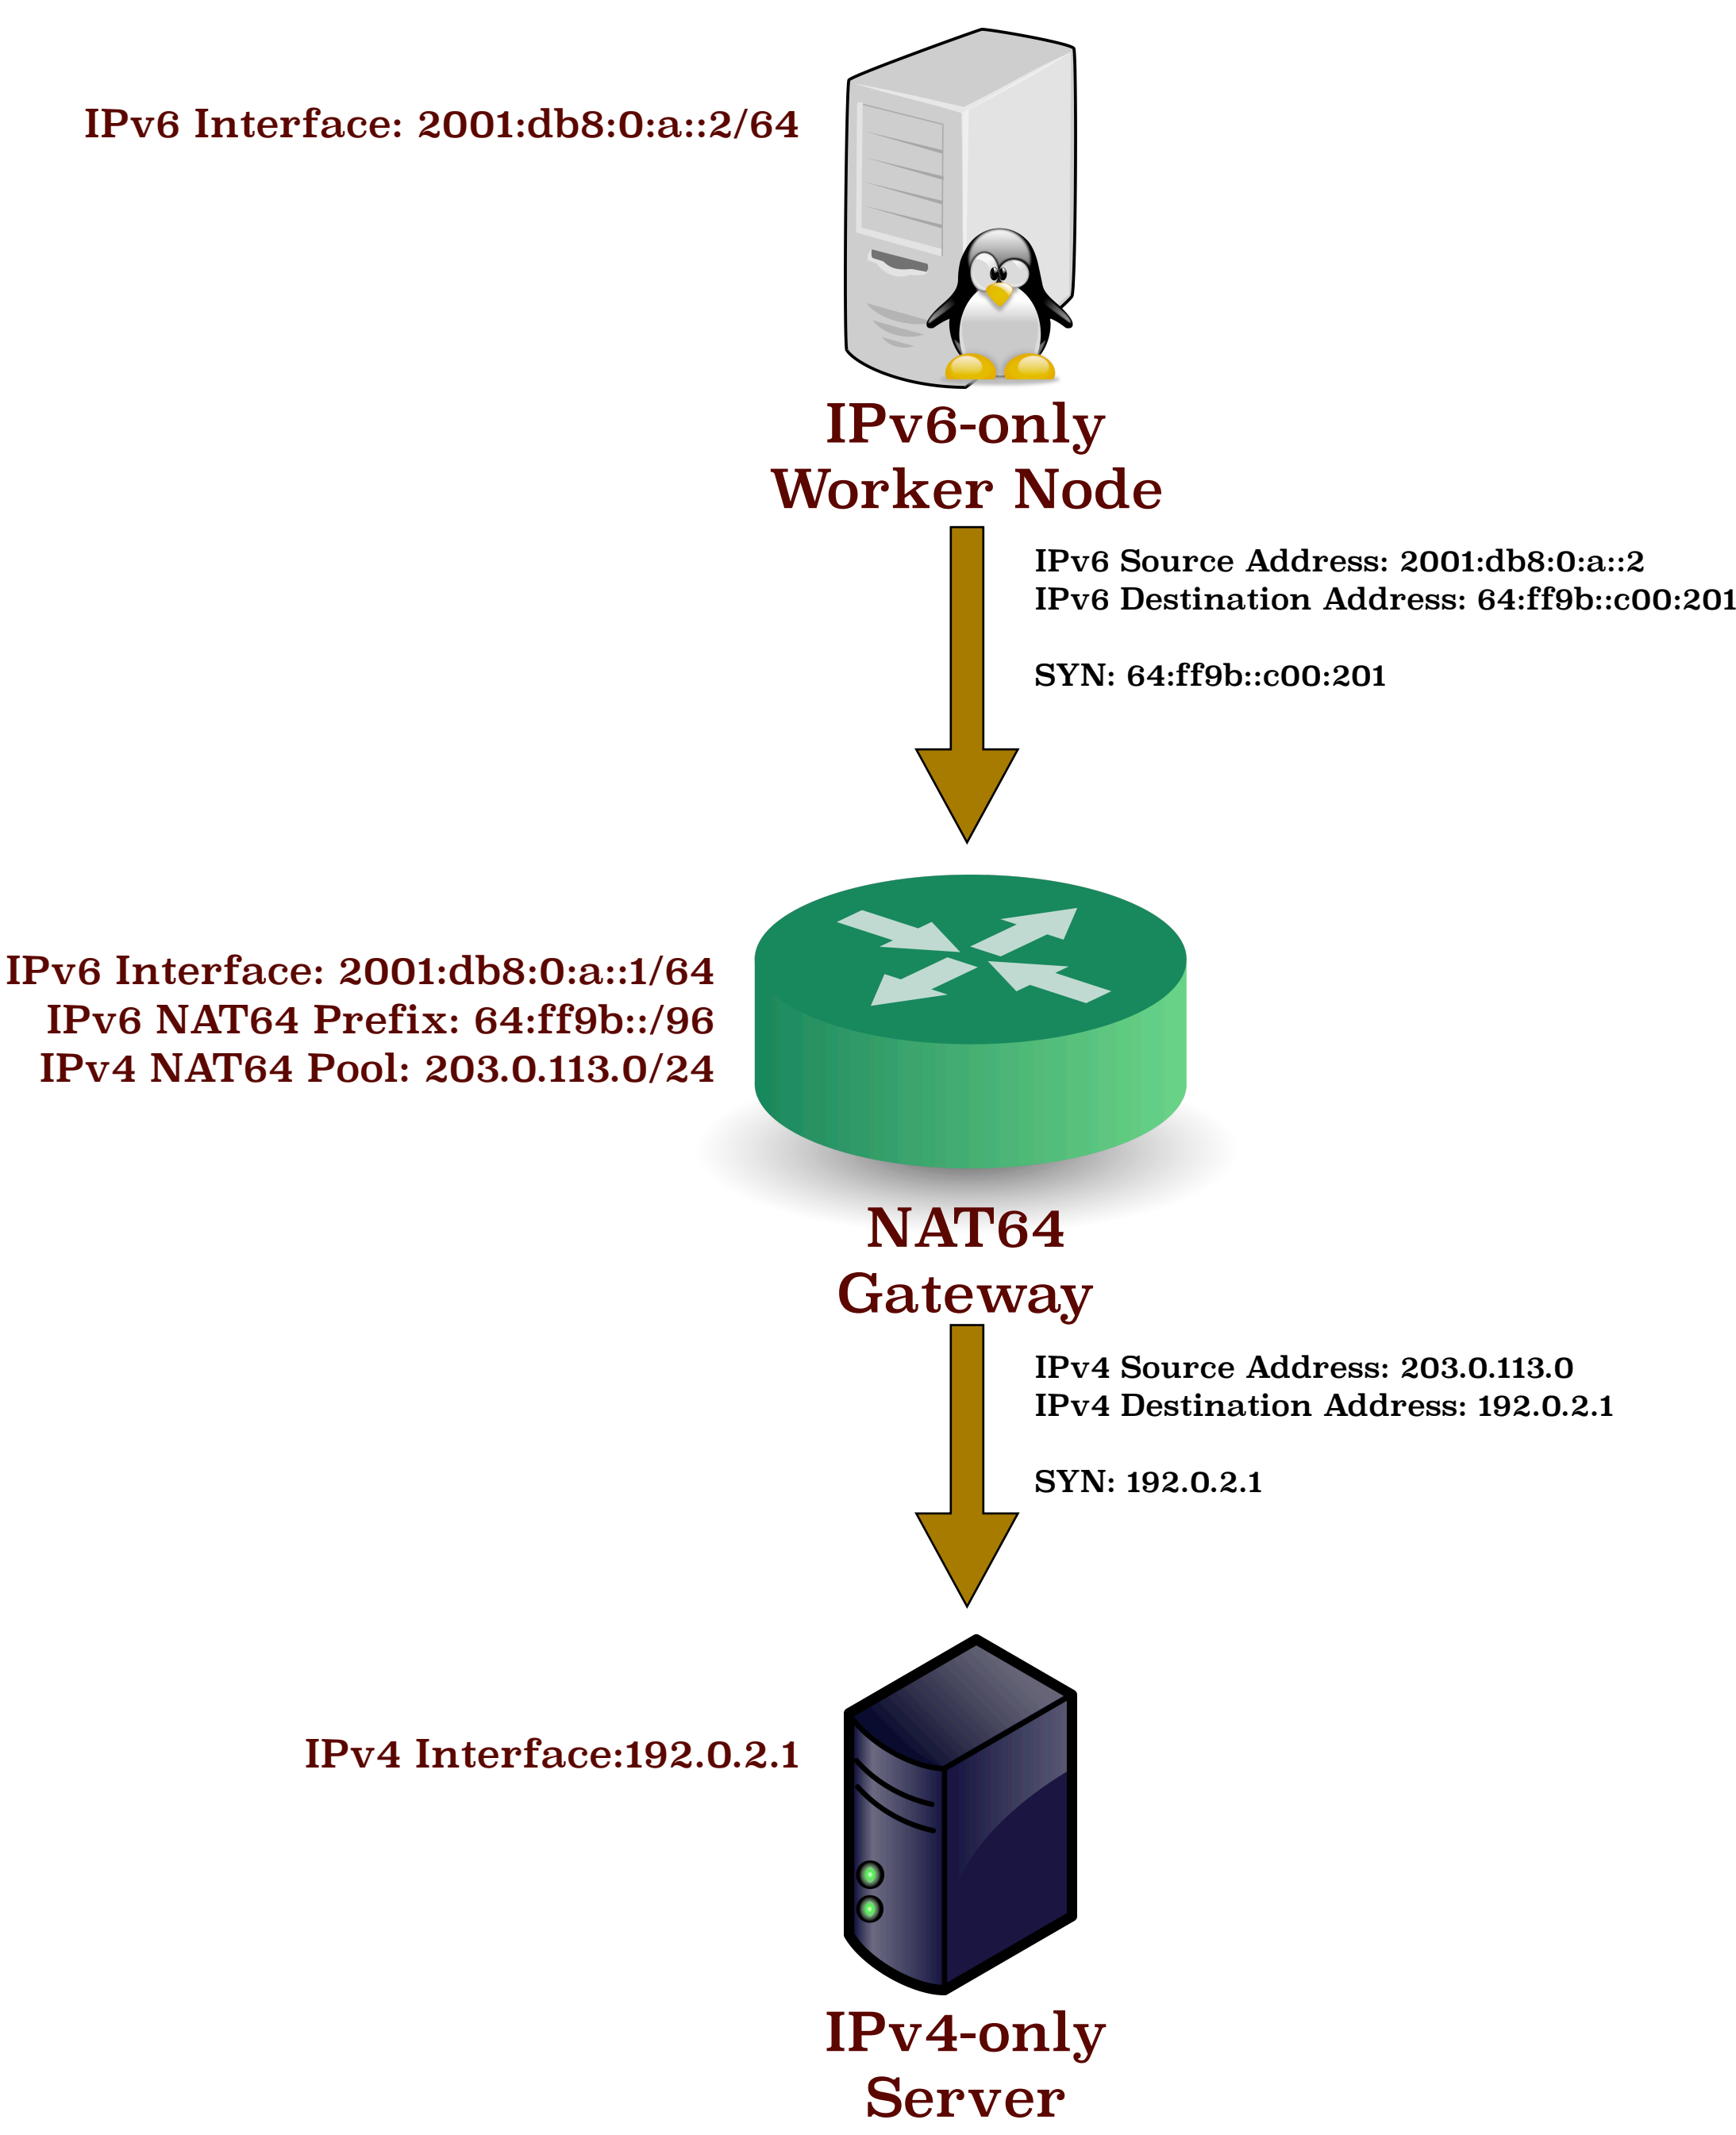 IPv6 Interface: 2001:db8:0:a::2/64
IPv6-only
Worker Node
IPv6 Source Address: 2001:db8:0:a::2
IPv6 Destination Address: 64:ff9b::c00:201
SYN: 64:ff9b::c00:201
IPv6 Interface: 2001:db8:0:a::1/64
IPv6 NAT64 Prefix: 64:ff9b::/96
IPv4 NAT64 Pool: 203.0.113.0/24
NAT64
Gateway
IPv4 Source Address: 203.0.113.0
IPv4 Destination Address: 192.0.2.1
SYN: 192.0.2.1
IPv4 Interface:192.0.2.1
IPv4-only
Server